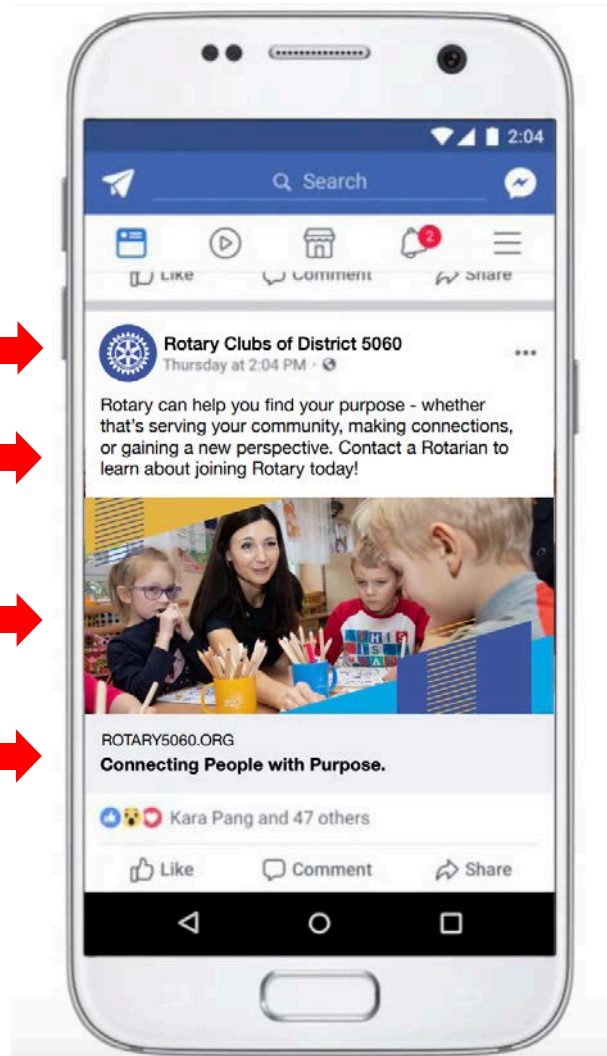 2:04
Search
2
Like Comment Share
Rotary Clubs of District 5060
Thursday at 2:04 PM ·
Rotary can help you find your purpose - whether
that's serving your community, making connections,
or gaining a new perspective. Contact a Rotarian to
learn about joining Rotary today!
THIS
IS A
ROTARY5060.ORG
Connecting People with Purpose.
Kara Pang and 47 others
Like Comment Share